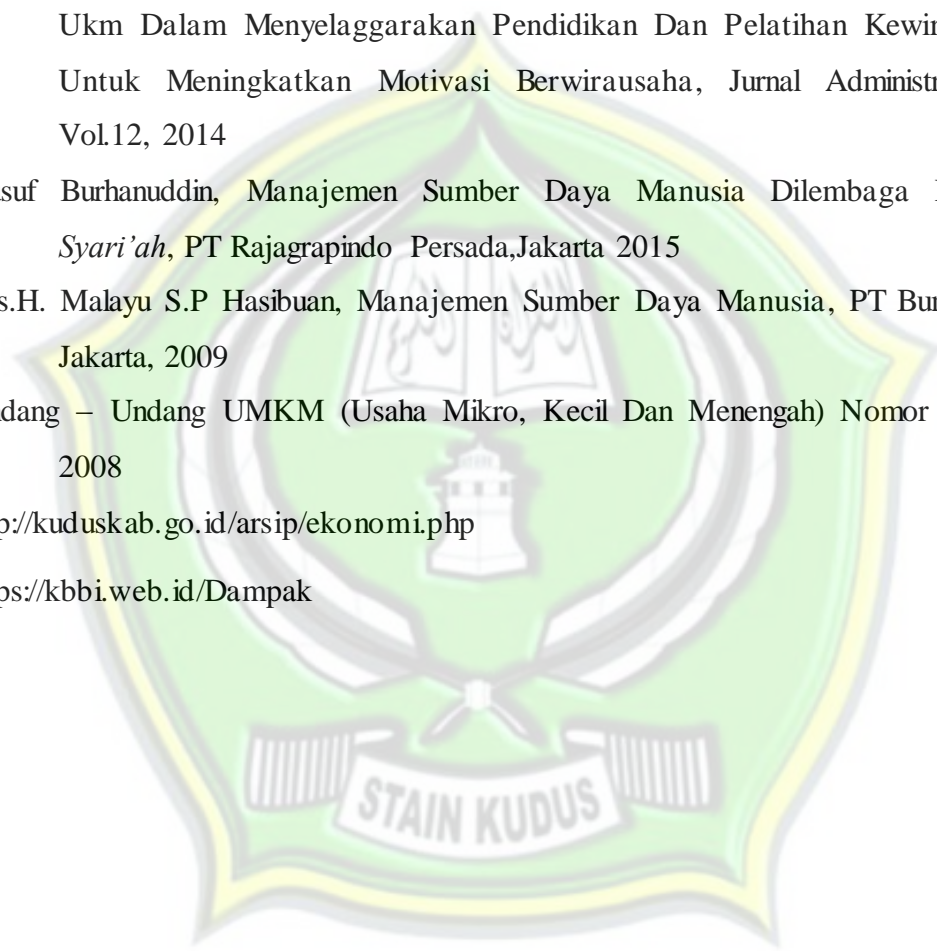 Ukm Dalam Menyelaggarakan Pendidikan Dan Pelatihan Kewir
Untuk Meningkatkan Motivasi Berwirausaha, Jurnal Administr
Vol.12, 2014
suf Burhanuddin, Manajemen Sumber Daya Manusia Dilembaga
Syari’ah, PT Rajagrapindo Persada,Jakarta 2015
s.H. Malayu S.P Hasibuan, Manajemen Sumber Daya Manusia, PT Bu
Jakarta, 2009
dang – Undang UMKM (Usaha Mikro, Kecil Dan Menengah) Nomor
2008
p://kuduskab.go.id/arsip/ekonomi.php
ps://kbbi.web.id/Dampak
STAIN KUDUS